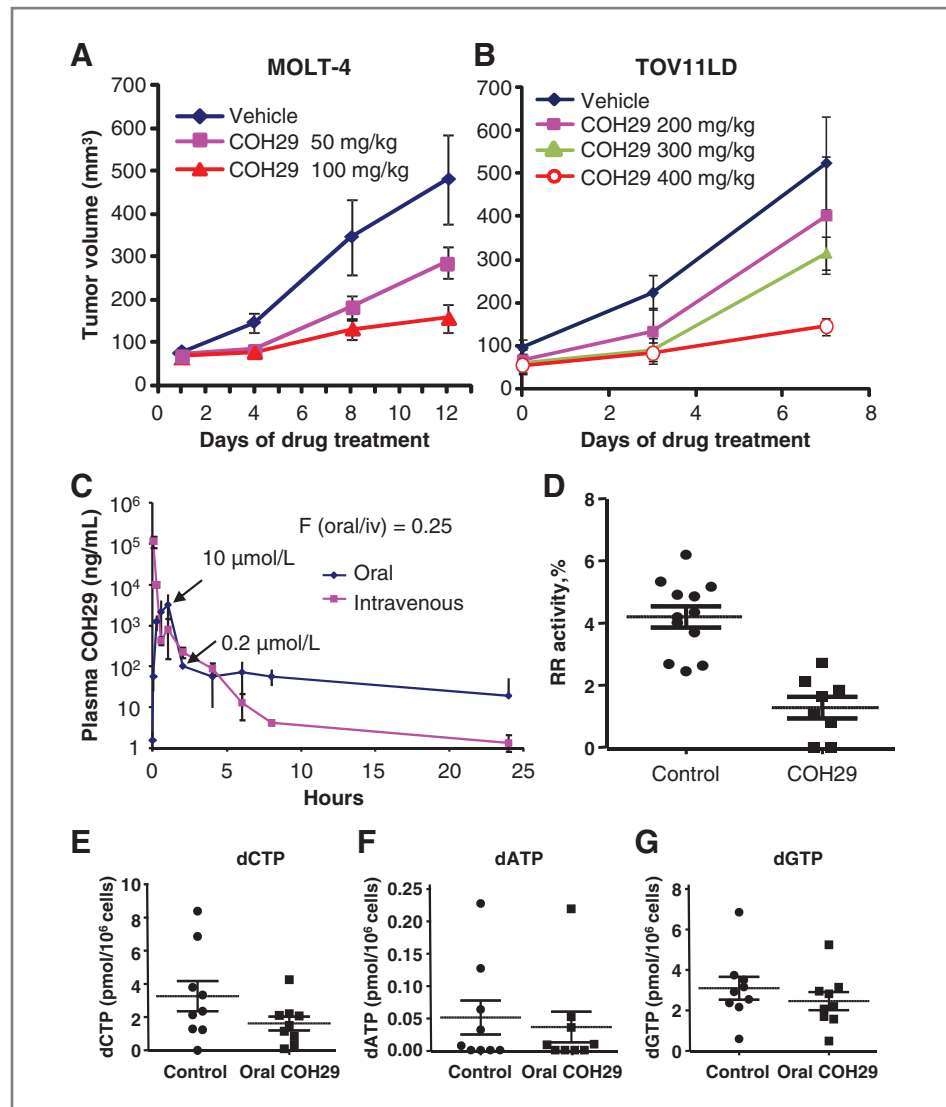 A
MOLT-4
Tumor volume (mm³)
700
600
500
400
300
200
100
0
Vehicle
COH29 50 mg/kg
COH29 100 mg/kg
0 2 4 6 8 10 12
Days of drug treatment
B
TOV11LD
700
600
500
400
300
200
100
0
Vehicle
COH29 200 mg/kg
COH29 300 mg/kg
COH29 400 mg/kg
0 2 4 6 8
Days of drug treatment
C
Plasma COH29 (ng/mL)
10⁶
10⁵
10⁴
10³
10²
10
1
F (oral/iv) = 0.25
10 µmol/L
Oral
Intravenous
0.2 µmol/L
0 5 10 15 20 25
Hours
D
RR activity,%
8
6
4
2
0
Control COH29
E
dCTP
dCTP (pmol/10⁶ cells)
10
8
6
4
2
0
Control Oral COH29
F
dATP
dATP (pmol/10⁶ cells)
0.25
0.20
0.15
0.10
0.05
0.00
Control Oral COH29
G
dGTP
dGTP (pmol/10⁶ cells)
8
6
4
2
0
Control Oral COH29